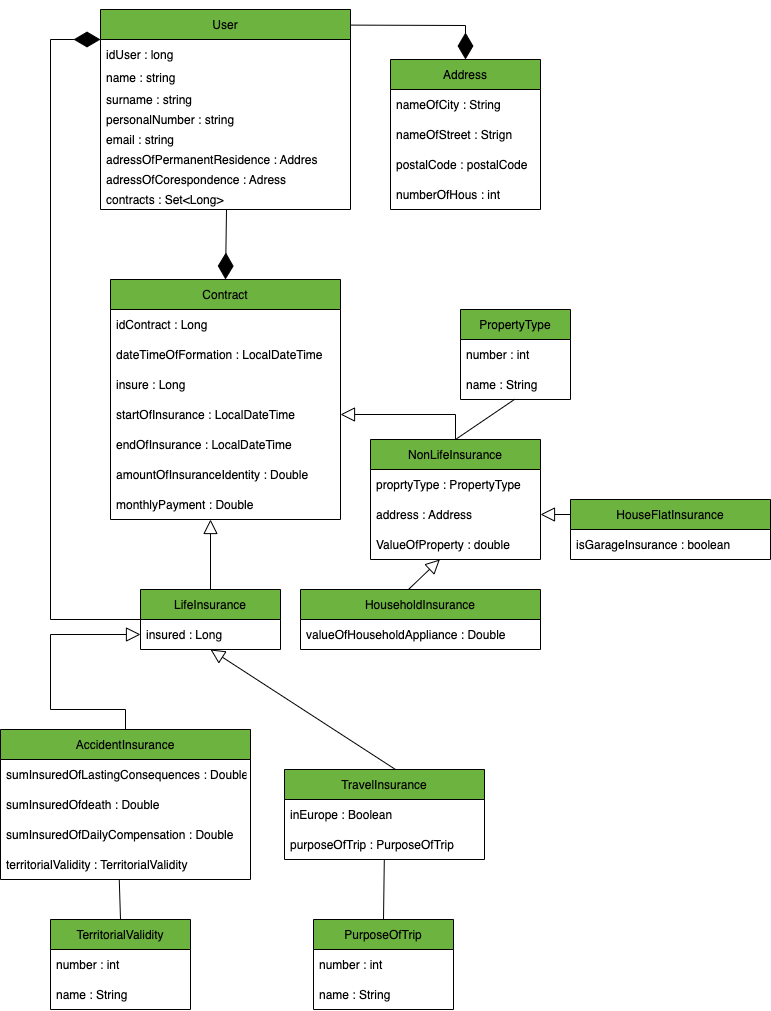 User
idUser : long
name : string
surname : string
personalNumber : string
email : string
adressOfPermanentResidence : Addres
adressOfCorespondence : Adress
contracts : Set<Long>
Address
nameOfCity : String
nameOfStreet : Strign
postalCode : postalCode
numberOfHous : int
Contract
idContract : Long
dateTimeOfFormation : LocalDateTime
insure : Long
startOfInsurance : LocalDateTime
endOfInsurance : LocalDateTime
amountOfInsuranceIdentity : Double
monthlyPayment : Double
PropertyType
number : int
name : String
NonLifeInsurance
proprtyType : PropertyType
address : Address
ValueOfProperty : double
HouseFlatInsurance
isGarageInsurance : boolean
LifeInsurance
insured : Long
HouseholdInsurance
valueOfHouseholdAppliance : Double
AccidentInsurance
sumInsuredOfLastingConsequences : Double
sumInsuredOfdeath : Double
sumInsuredOfDailyCompensation : Double
territorialValidity : TerritorialValidity
TravelInsurance
inEurope : Boolean
purposeOfTrip : PurposeOfTrip
TerritorialValidity
number : int
name : String
PurposeOfTrip
number : int
name : String